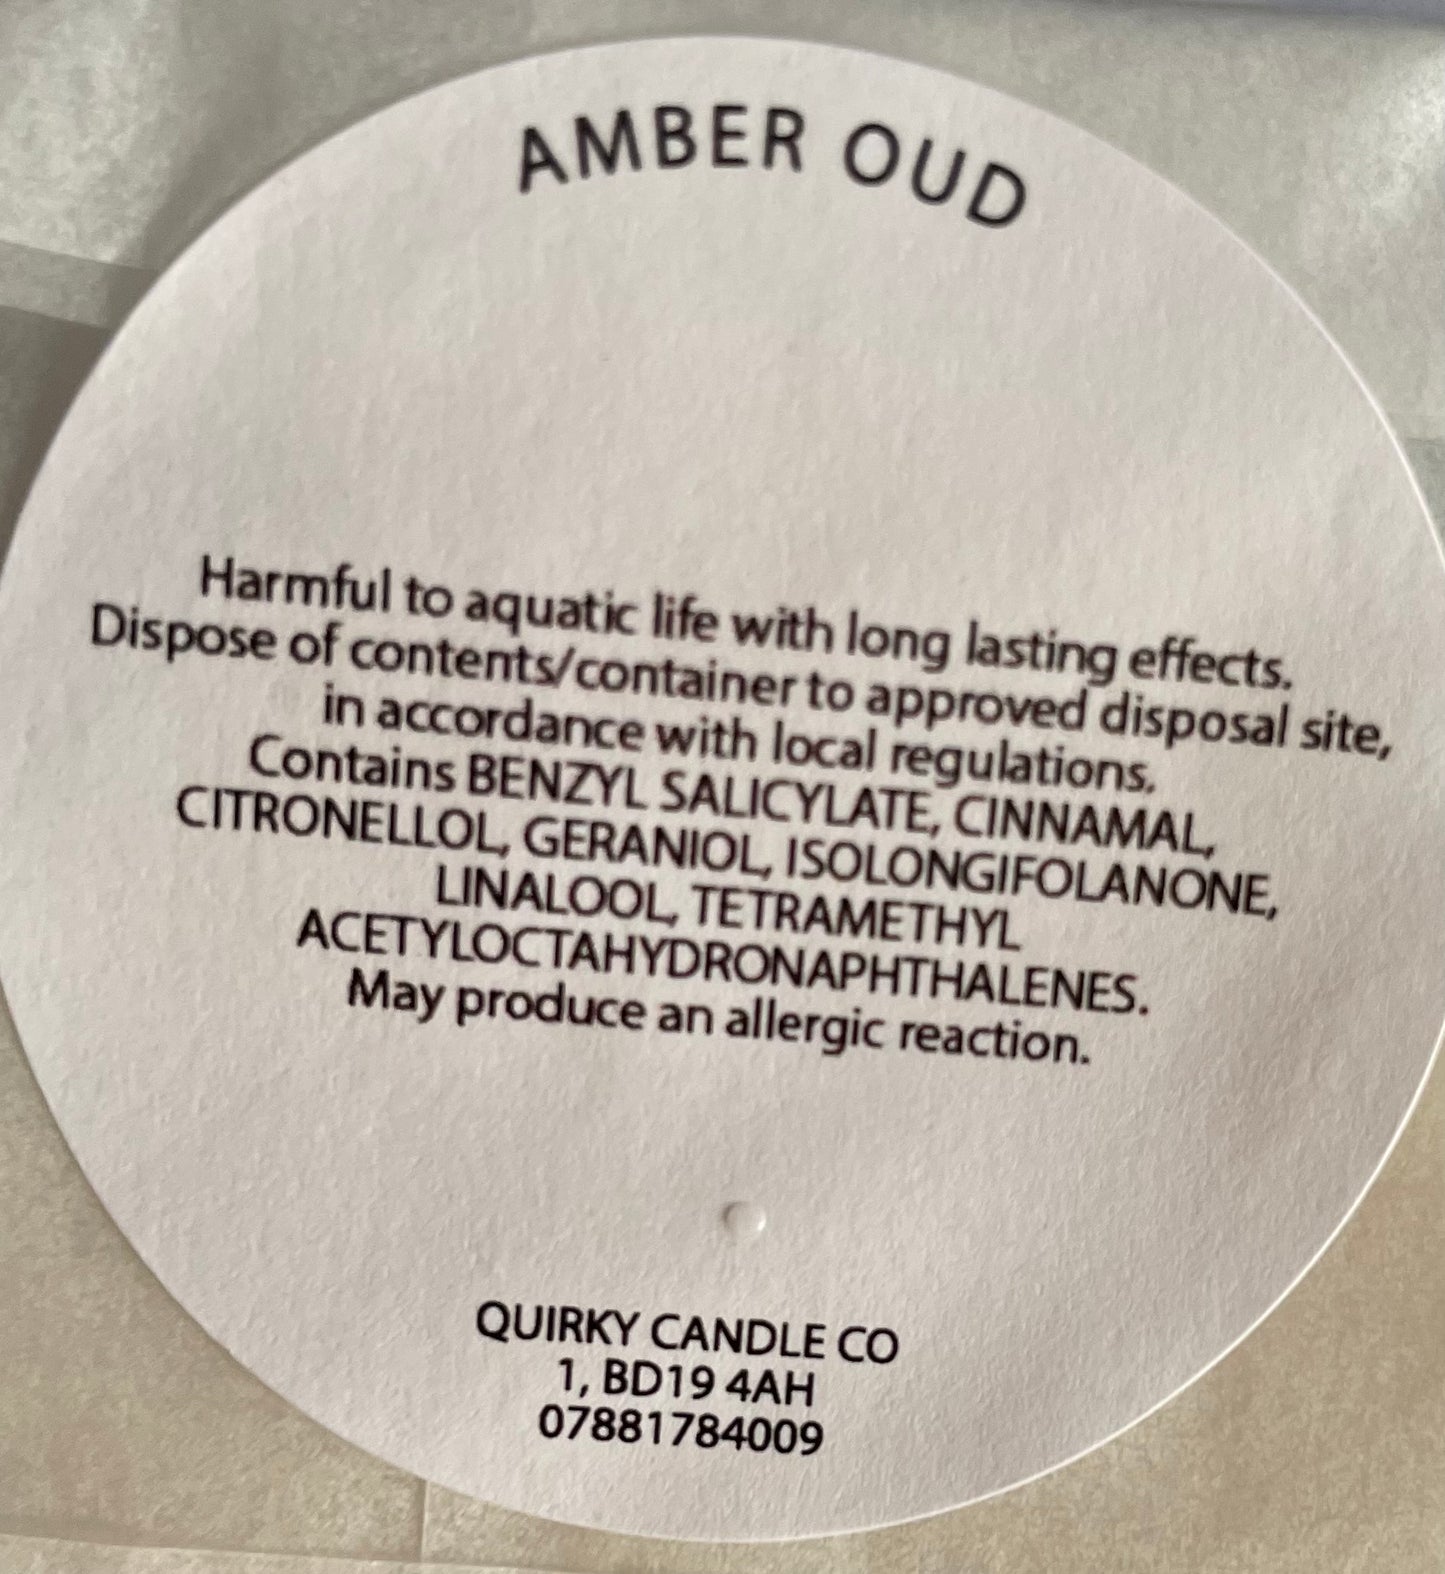 AMBER OUD
Harmful to aquatic life with long lasting effects.
Dispose of contents/container to approved disposal site,
in accordance with local regulations.
Contains BENZYL SALICYLATE, CINNAMAL,
CITRONELLOL, GERANIOL, ISOLONGIFOLANONE,
LINALOOL, TETRAMETHYL
ACETYLOCTAHYDRONAPHTHALENES.
May produce an allergic reaction.
QUIRKY CANDLE CO
1, BD19 4AH
07881784009